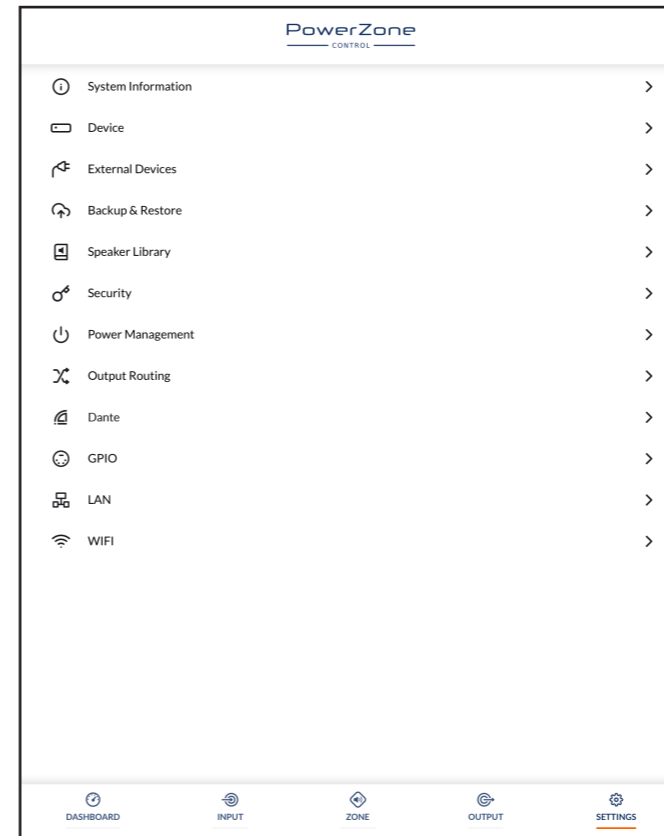 PowerZone
CONTROL
System Information
Device
External Devices
Backup & Restore
Speaker Library
Security
Power Management
Output Routing
Dante
GPIO
LAN
WIFI
DASHBOARD INPUT ZONE OUTPUT SETTINGS